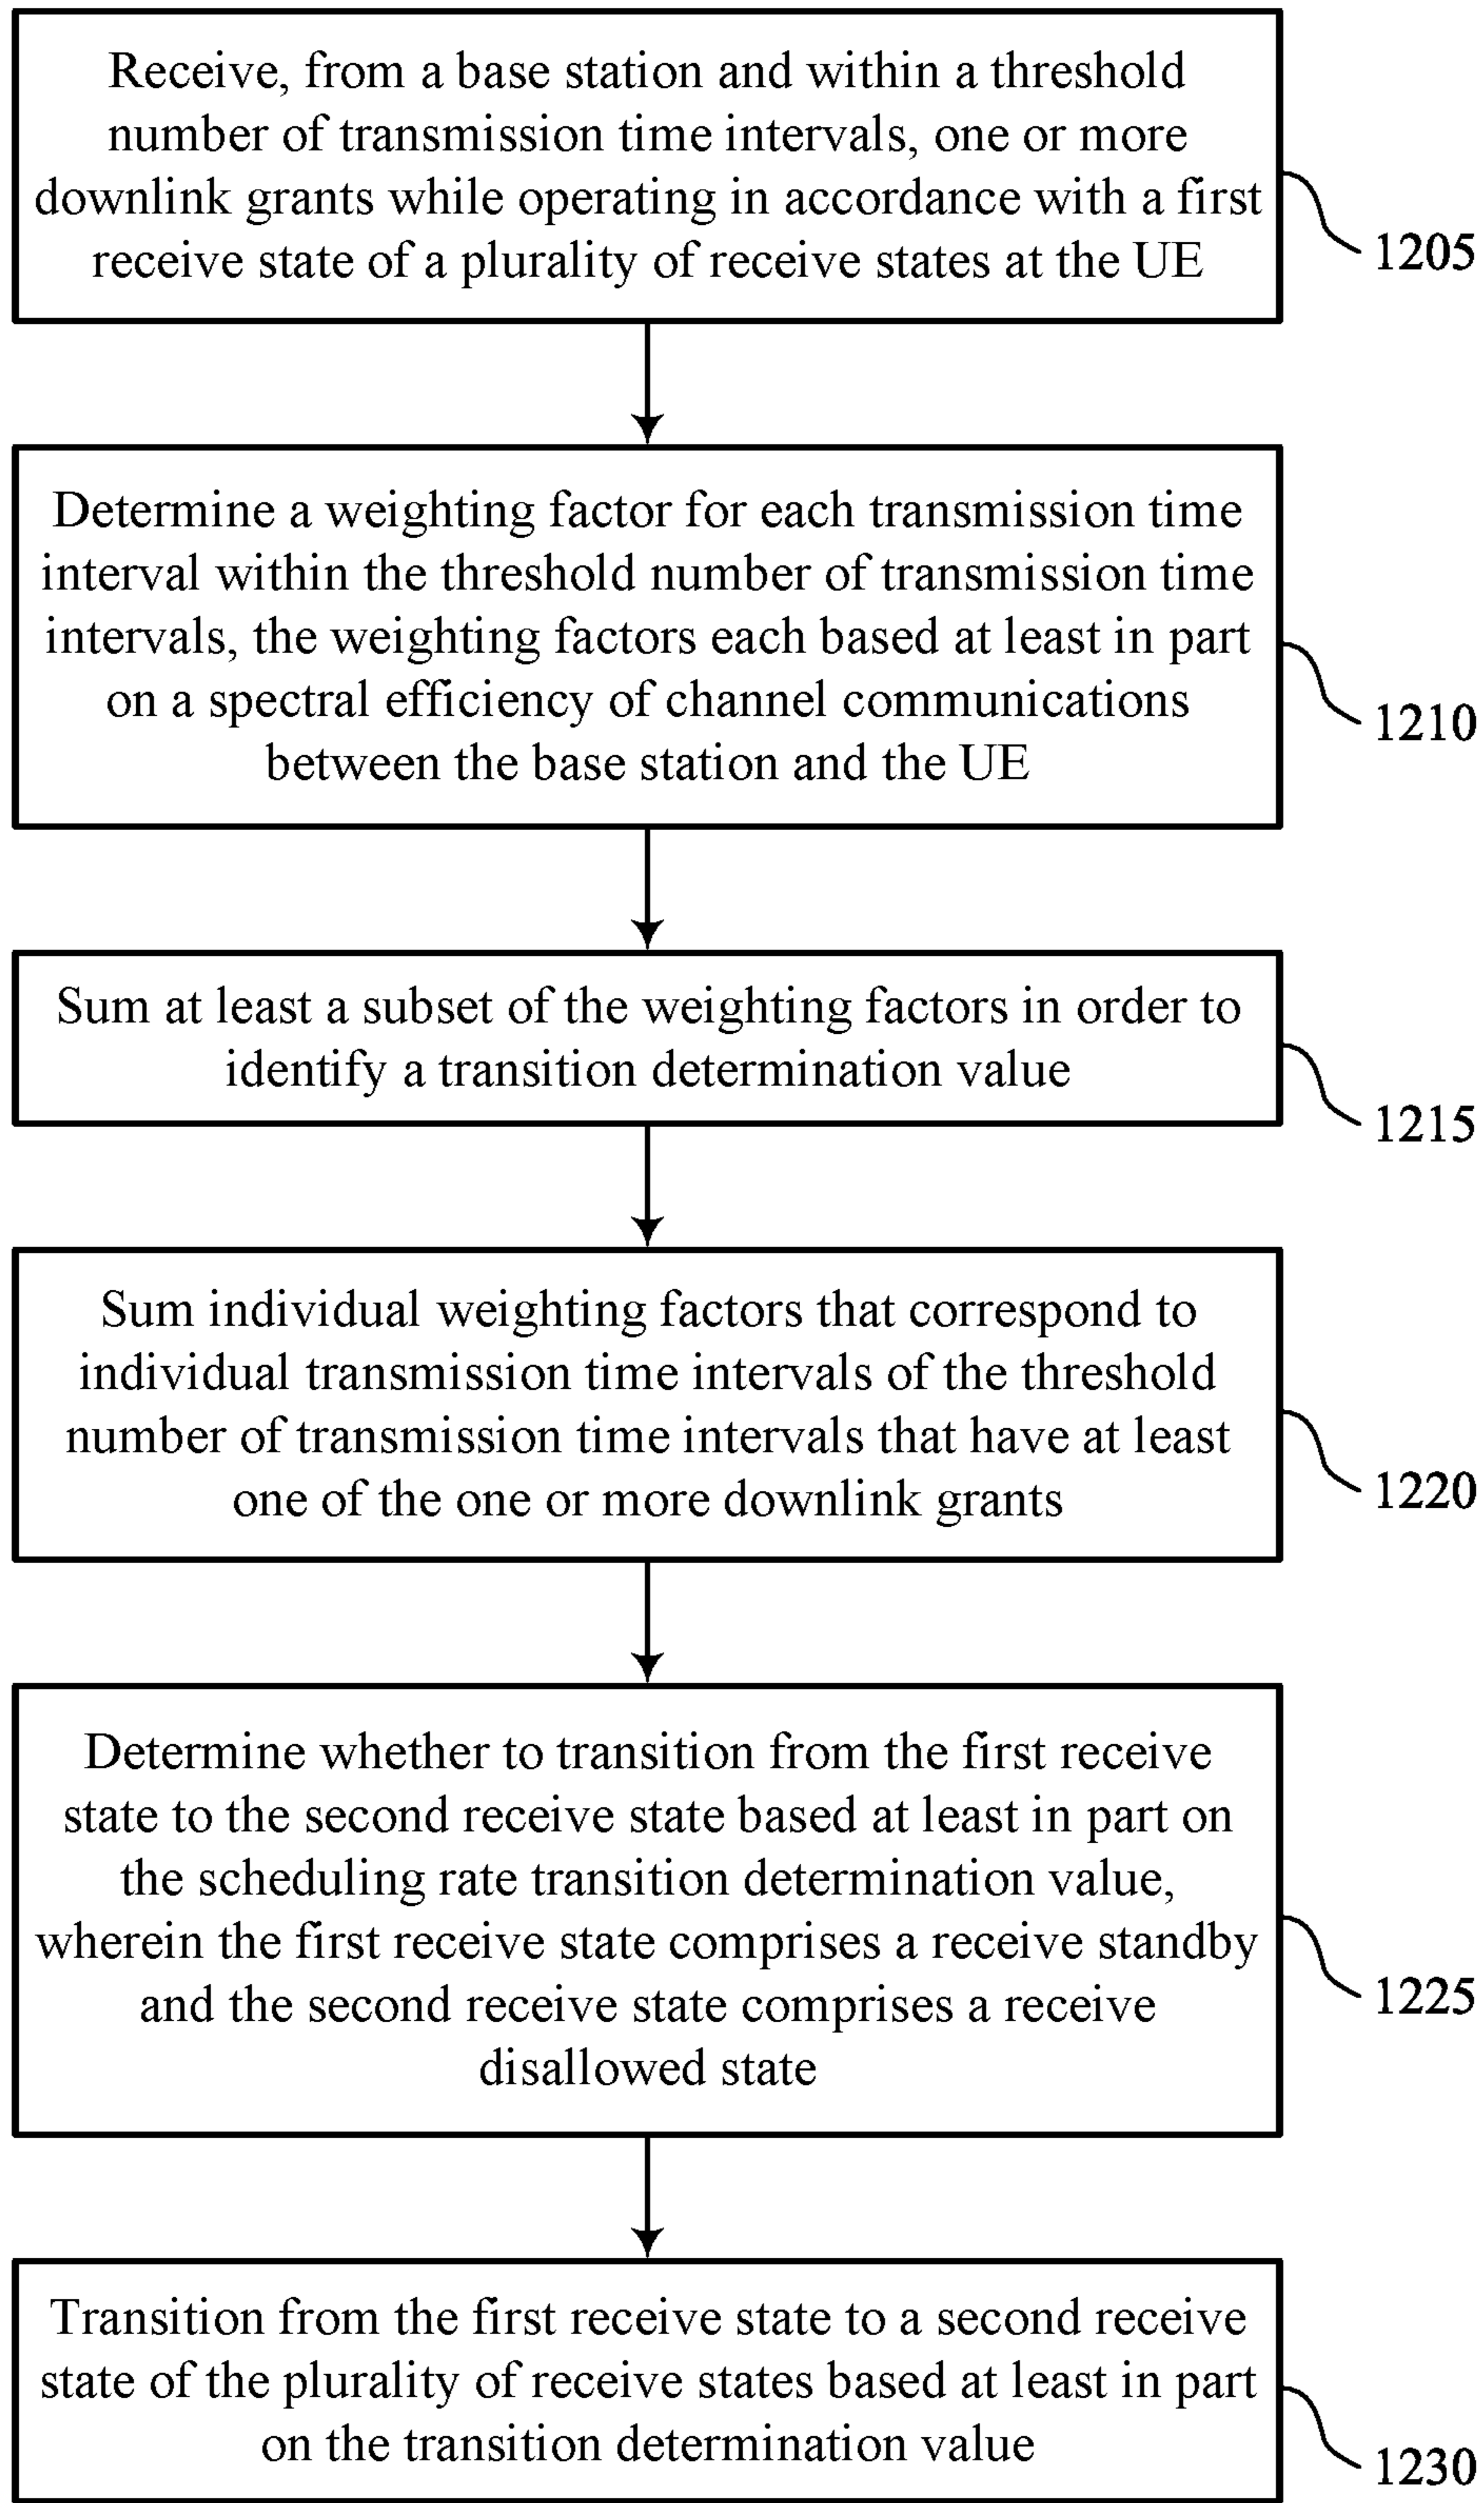 Receive, from a base station and within a threshold
number of transmission time intervals, one or more
downlink grants while operating in accordance with a first
receive state of a plurality of receive states at the UE
1205
Determine a weighting factor for each transmission time
interval within the threshold number of transmission time
intervals, the weighting factors each based at least in part
on a spectral efficiency of channel communications
between the base station and the UE
1210
Sum at least a subset of the weighting factors in order to
identify a transition determination value
1215
Sum individual weighting factors that correspond to
individual transmission time intervals of the threshold
number of transmission time intervals that have at least
one of the one or more downlink grants
1220
Determine whether to transition from the first receive
state to the second receive state based at least in part on
the scheduling rate transition determination value,
wherein the first receive state comprises a receive standby
and the second receive state comprises a receive
disallowed state
1225
Transition from the first receive state to a second receive
state of the plurality of receive states based at least in part
on the transition determination value
1230